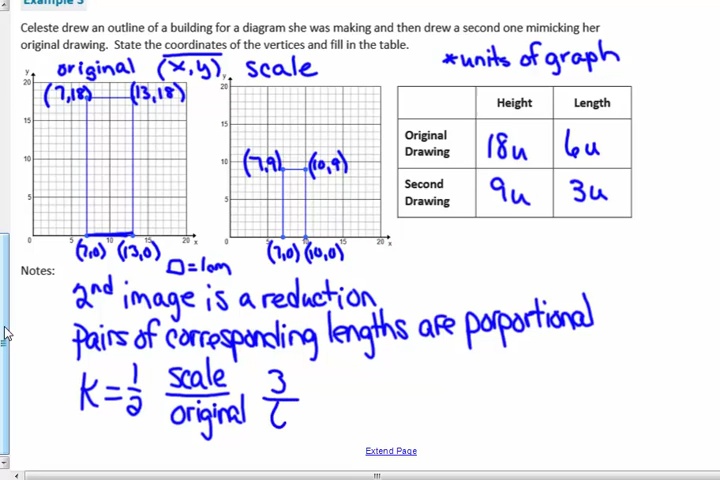 Example 3
Celeste drew an outline of a building for a diagram she was making and then drew a second one mimicking her
original drawing. State the coordinates of the vertices and fill in the table.
original (x,y) scale *units of graph
y 20 15 10 5 0 5 10 15 20 x
(7,18) (13,18)
(7,0) (13,0)
y 20 15 10 5 0 5 10 15 20 x
(7,9) (10,9)
(7,0) (10,0)
□=1cm
Height Length
Original Drawing 18u 6u
Second Drawing 9u 3u
Notes:
2nd image is a reduction
Pairs of corresponding lengths are porportional
K = 1/2 scale/original 3/
Extend Page